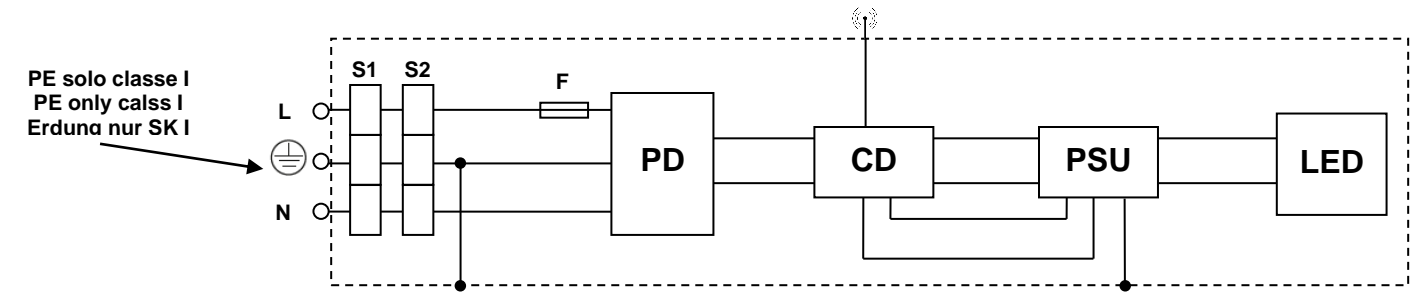 PE solo classe I
PE only calss I
Erdung nur SK I
S1 S2
F
L
N
PD
CD
PSU
LED